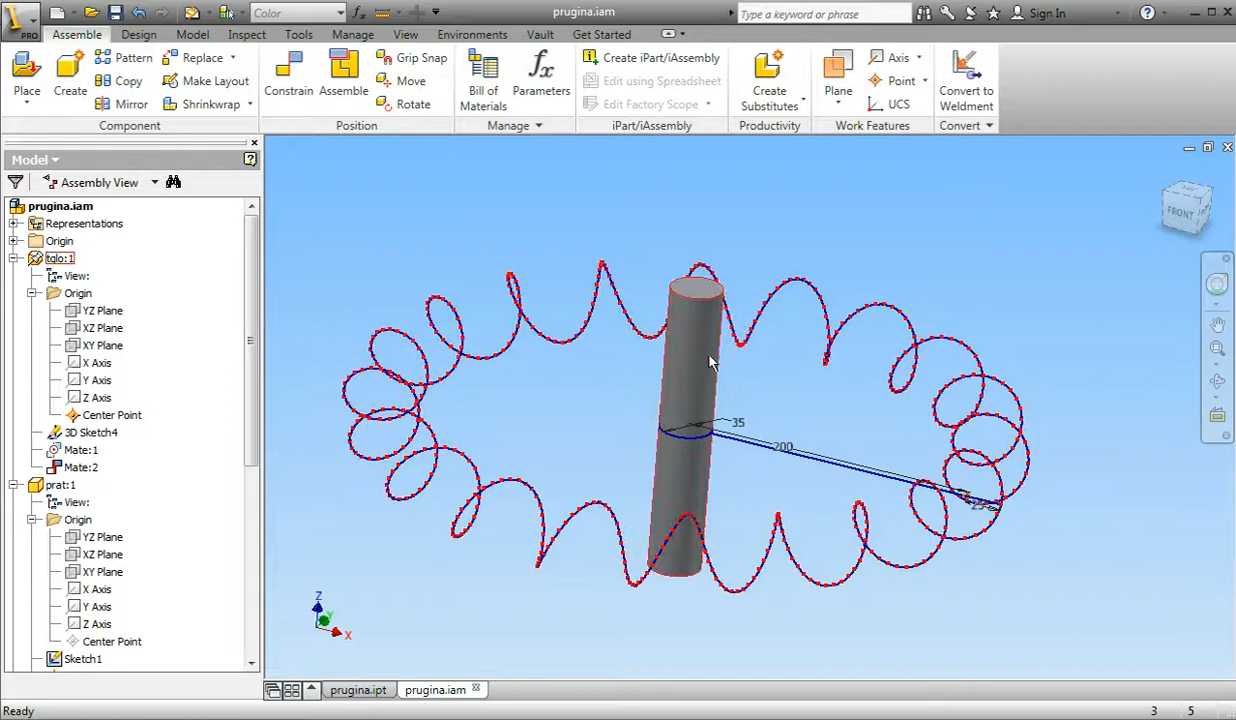 PRO
Color
prugina.iam
Type a keyword or phrase
Sign In
Assemble
Design
Model
Inspect
Tools
Manage
View
Environments
Vault
Get Started
Place
Create
Pattern
Copy
Mirror
Replace
Make Layout
Shrinkwrap
Component
Constrain
Assemble
Grip Snap
Move
Rotate
Position
Bill of
Materials
Parameters
Manage
Create iPart/iAssembly
Edit using Spreadsheet
Edit Factory Scope
iPart/iAssembly
Create
Substitutes
Productivity
Plane
Axis
Point
UCS
Work Features
Convert to
Weldment
Convert
Model
Assembly View
prugina.iam
Representations
Origin
tqlo:1
View:
Origin
YZ Plane
XZ Plane
XY Plane
X Axis
Y Axis
Z Axis
Center Point
3D Sketch4
Mate:1
Mate:2
prat:1
View:
Origin
YZ Plane
XZ Plane
XY Plane
X Axis
Y Axis
Z Axis
Center Point
Sketch1
FRONT
35
200
25
Z
Y
X
prugina.ipt
prugina.iam
Ready
3
5